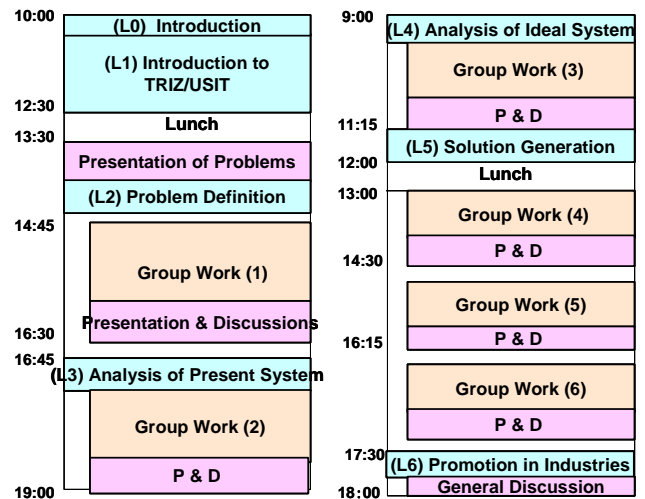 10:00
(L0) Introduction
(L1) Introduction to
TRIZ/USIT
12:30
Lunch
13:30
Presentation of Problems
(L2) Problem Definition
14:45
Group Work (1)
Presentation & Discussions
16:30
16:45
(L3) Analysis of Present System
Group Work (2)
P & D
19:00
9:00
(L4) Analysis of Ideal System
Group Work (3)
P & D
11:15
(L5) Solution Generation
12:00
Lunch
13:00
Group Work (4)
P & D
14:30
Group Work (5)
16:15
P & D
Group Work (6)
P & D
17:30
(L6) Promotion in Industries
General Discussion
18:00